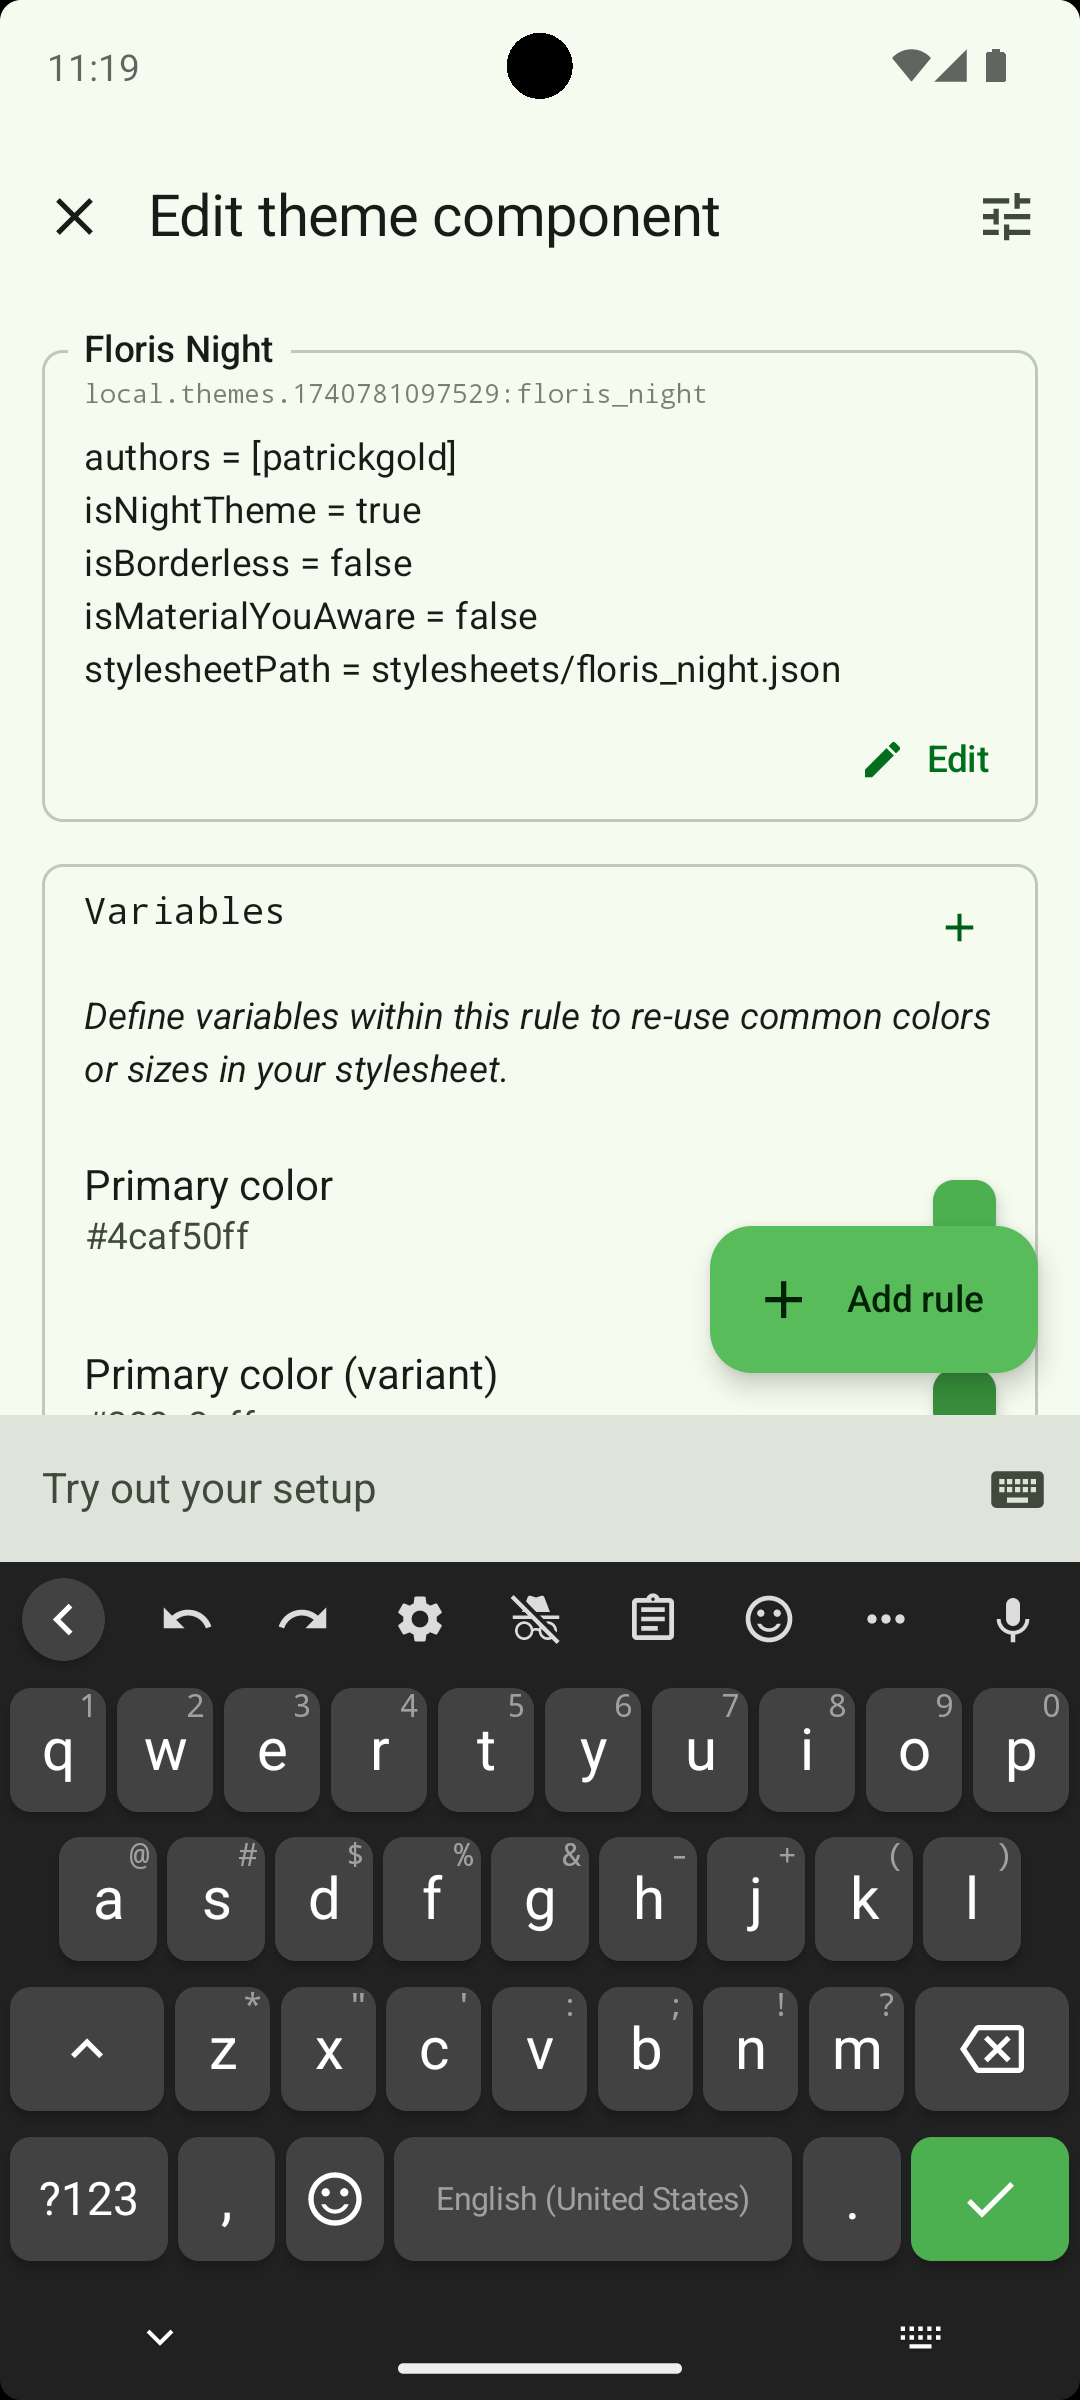 11:19
Edit theme component
Floris Night
local.themes.1740781097529:floris_night
authors = [patrickgold]
isNightTheme = true
isBorderless = false
isMaterialYouAware = false
stylesheetPath = stylesheets/floris_night.json
Edit
Variables
Define variables within this rule to re-use common colors
or sizes in your stylesheet.
Primary color
#4caf50ff
Add rule
Primary color (variant)
Try out your setup
1 2 3 4 5 6 7 8 9 0
q w e r t y u i o p
@ # $ % & - + ( )
a s d f g h j k l
* " ' : ; ! ?
z x c v b n m
?123 , English (United States) .